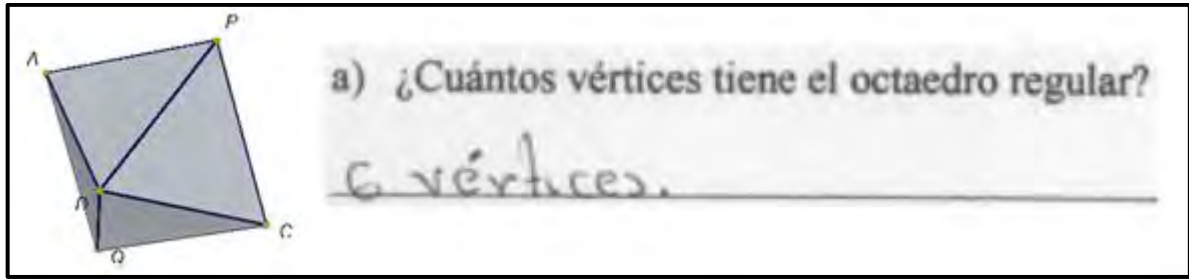 P
A
a) ¿Cuántos vértices tiene el octaedro regular?
6 vértices.
C
Q